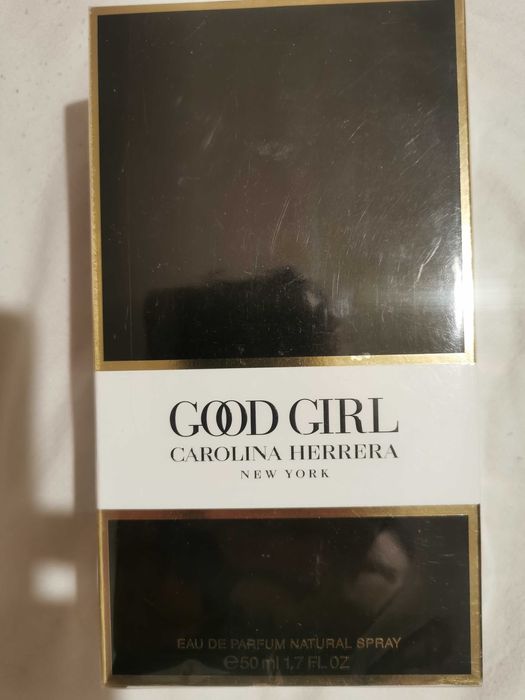 GOOD GIRL
CAROLINA HERRERA
NEW YORK
EAU DE PARFUM NATURAL SPRAY
℮50 ml 1,7 FL.OZ